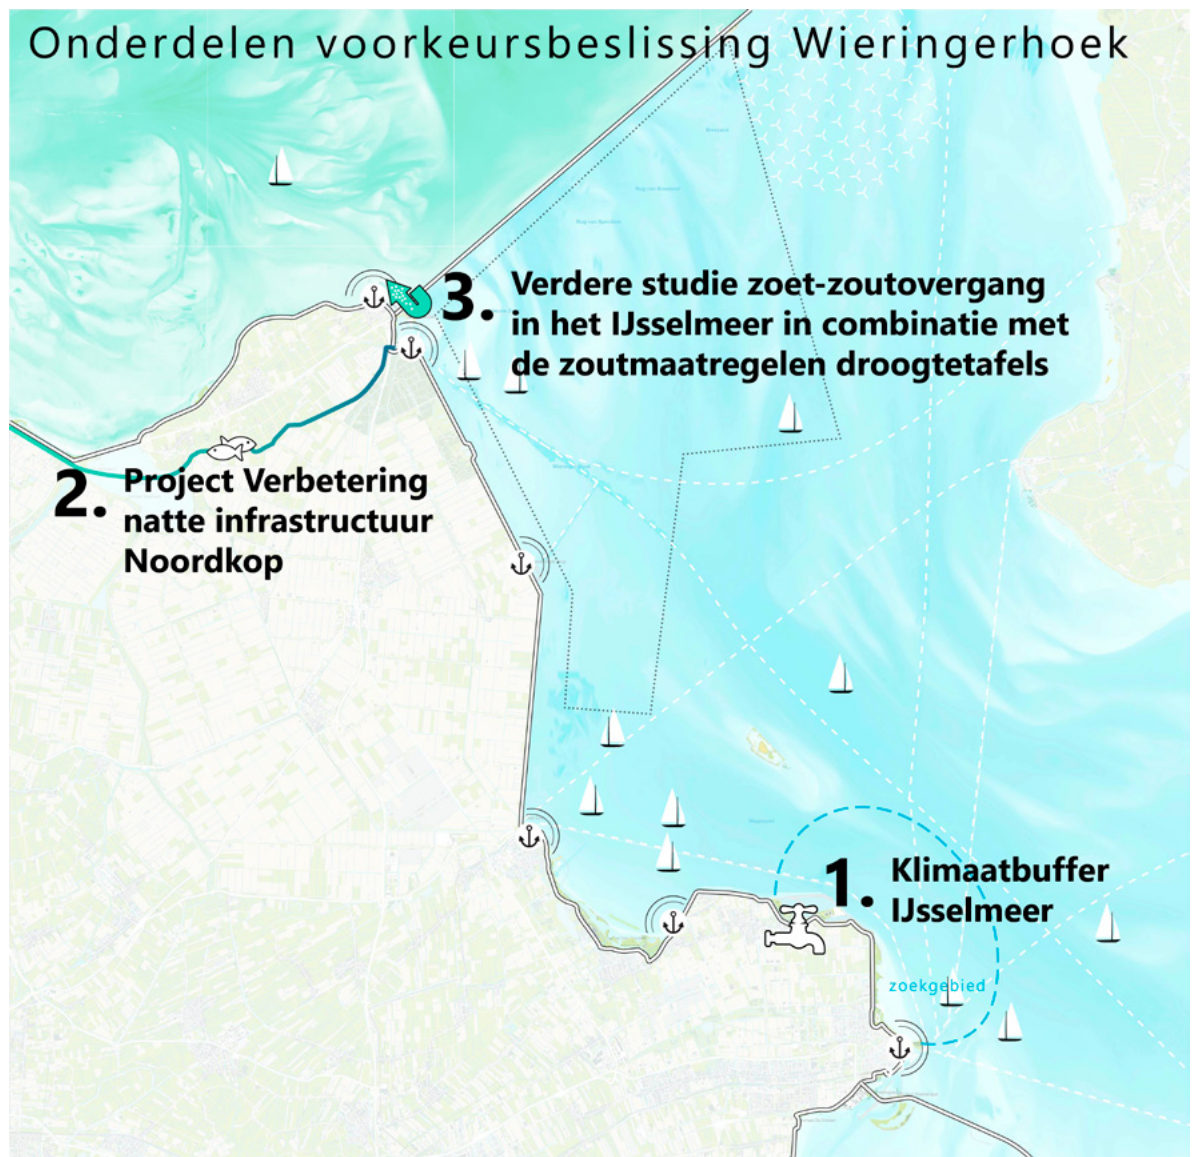 Onderdelen voorkeursbeslissing Wieringerhoek
3. Verdere studie zoet-zoutovergang
in het IJsselmeer in combinatie met
de zoutmaatregelen droogtetafels
2. Project Verbetering
natte infrastructuur
Noordkop
1. Klimaatbuffer
IJsselmeer
zoekgebied